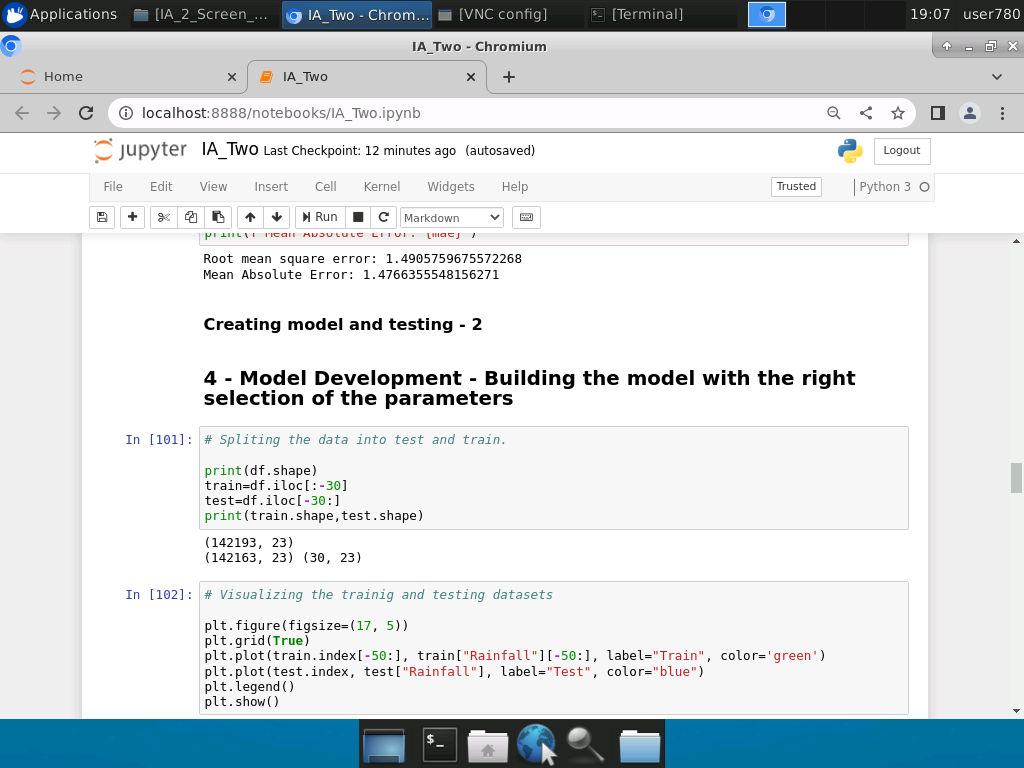 Applications [IA_2_Screen_... IA_Two - Chrom... [VNC config] [Terminal] 19:07 user780
IA_Two - Chromium
Home IA_Two
localhost:8888/notebooks/IA_Two.ipynb
jupyter IA_Two Last Checkpoint: 12 minutes ago (autosaved) Logout
File Edit View Insert Cell Kernel Widgets Help Trusted Python 3
Run Markdown
print(f"Mean Absolute Error: {mae}")
Root mean square error: 1.4905759675572268
Mean Absolute Error: 1.4766355548156271
Creating model and testing - 2
4 - Model Development - Building the model with the right
selection of the parameters
In [101]: # Spliting the data into test and train.
print(df.shape)
train=df.iloc[:-30]
test=df.iloc[-30:]
print(train.shape,test.shape)
(142193, 23)
(142163, 23) (30, 23)
In [102]: # Visualizing the trainig and testing datasets
plt.figure(figsize=(17, 5))
plt.grid(True)
plt.plot(train.index[-50:], train["Rainfall"][-50:], label="Train", color='green')
plt.plot(test.index, test["Rainfall"], label="Test", color="blue")
plt.legend()
plt.show()
$_